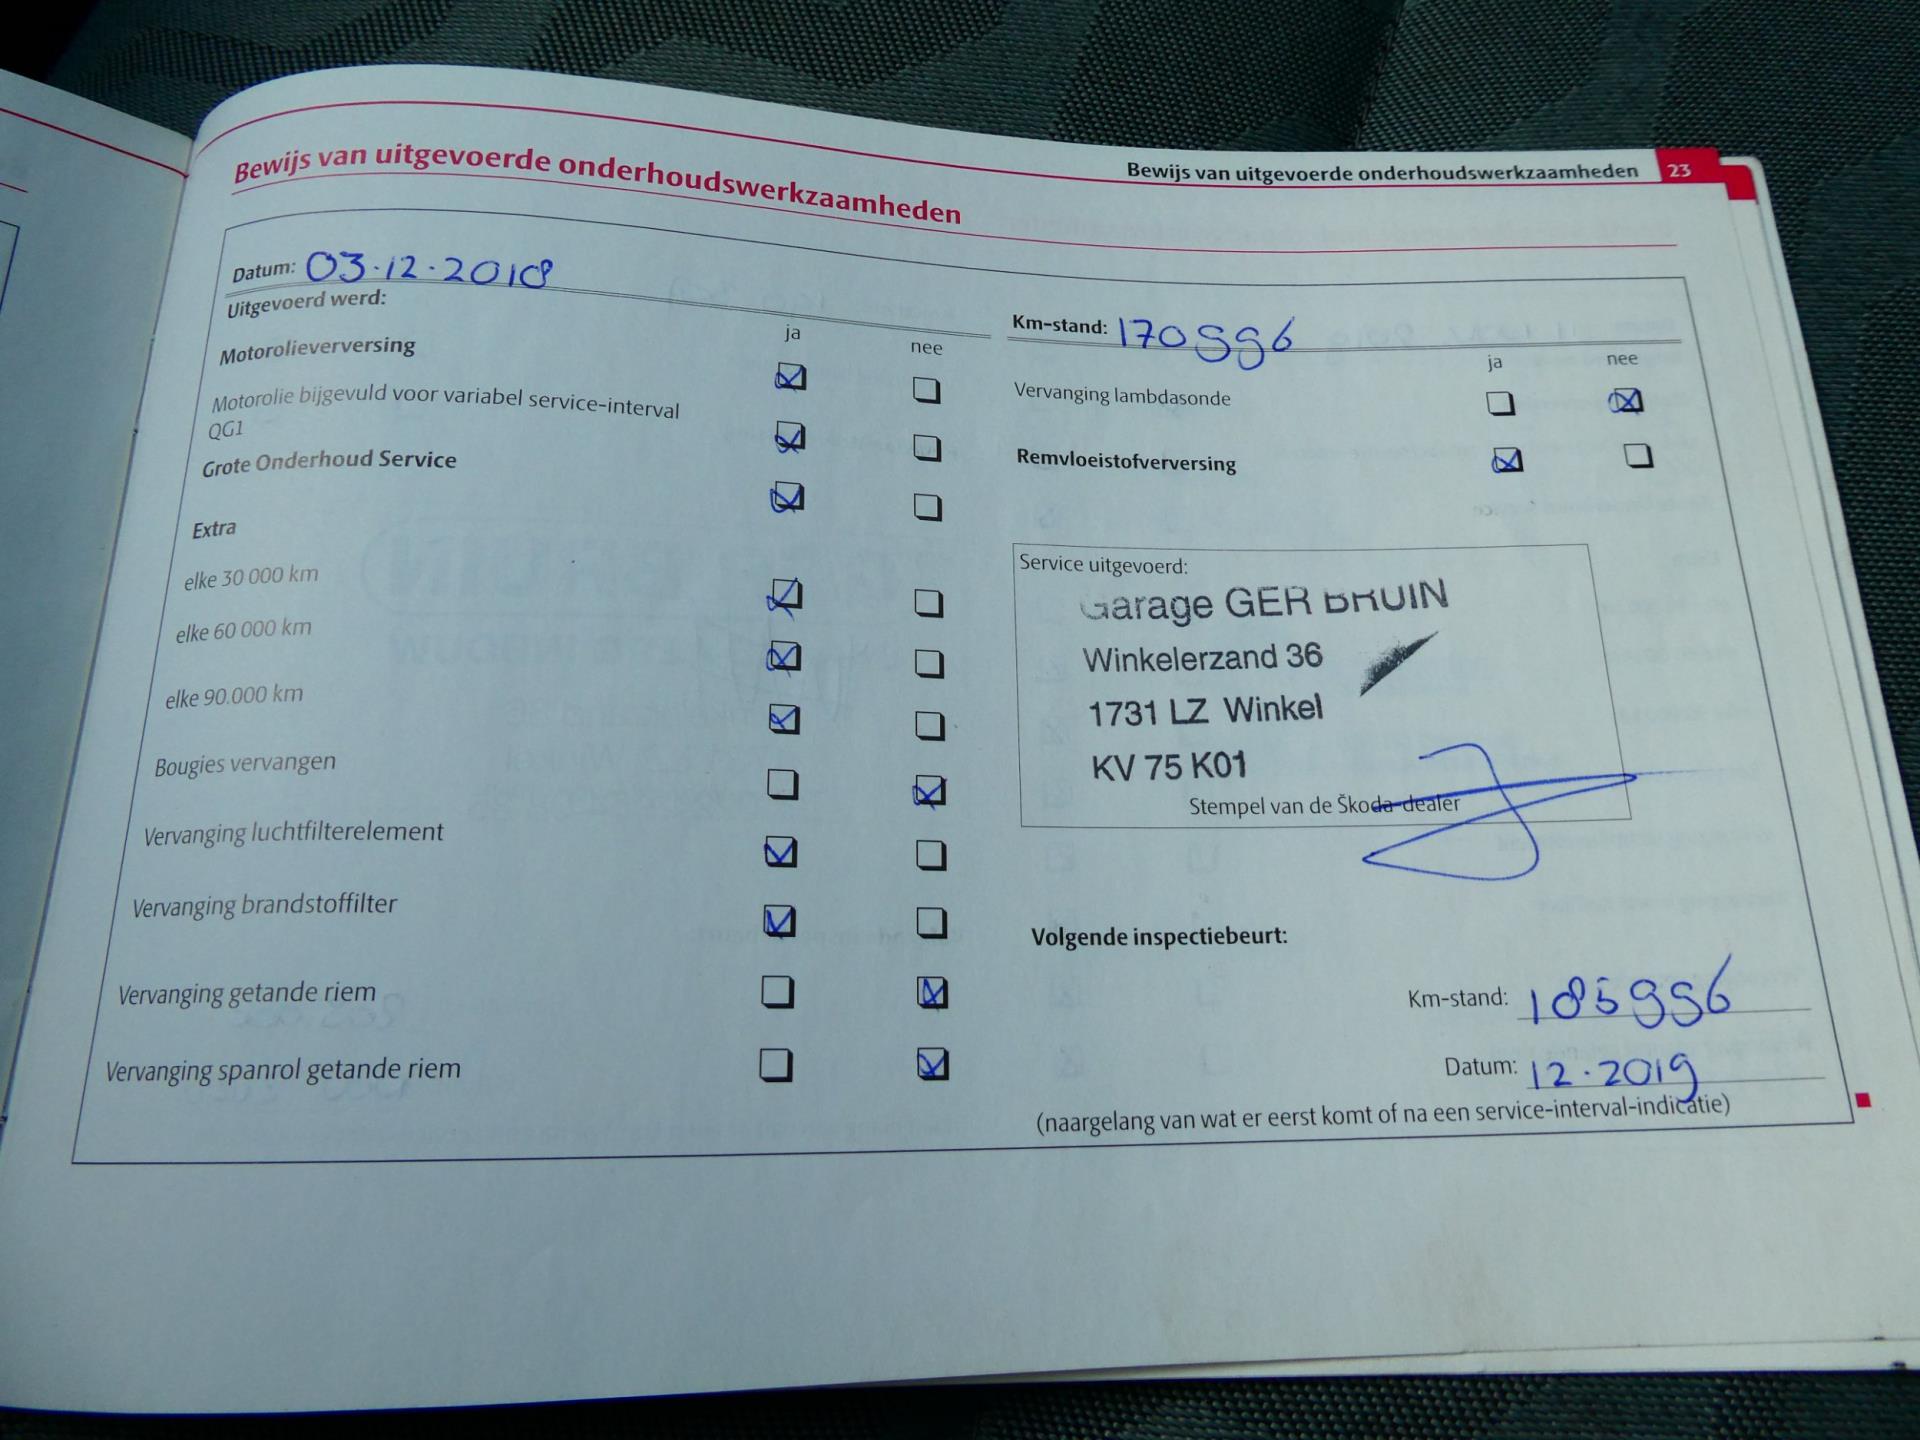 Bewijs van uitgevoerde onderhoudswerkzaamheden 23
Bewijs van uitgevoerde onderhoudswerkzaamheden
Datum: 03.12.2018
Uitgevoerd werd:
ja nee
Motorolieverversing
Motorolie bijgevuld voor variabel service-interval
QG1
Grote Onderhoud Service
Extra
elke 30 000 km
elke 60 000 km
elke 90.000 km
Bougies vervangen
Vervanging luchtfilterelement
Vervanging brandstoffilter
Vervanging getande riem
Vervanging spanrol getande riem
Km-stand: 170996
ja nee
Vervanging lambdasonde
Remvloeistofverversing
Service uitgevoerd:
Garage GER BRUIN
Winkelerzand 36
1731 LZ Winkel
KV 75 K01
Stempel van de Škoda-dealer
Volgende inspectiebeurt:
Km-stand: 185996
Datum: 12.2019
(naargelang van wat er eerst komt of na een service-interval-indicatie)